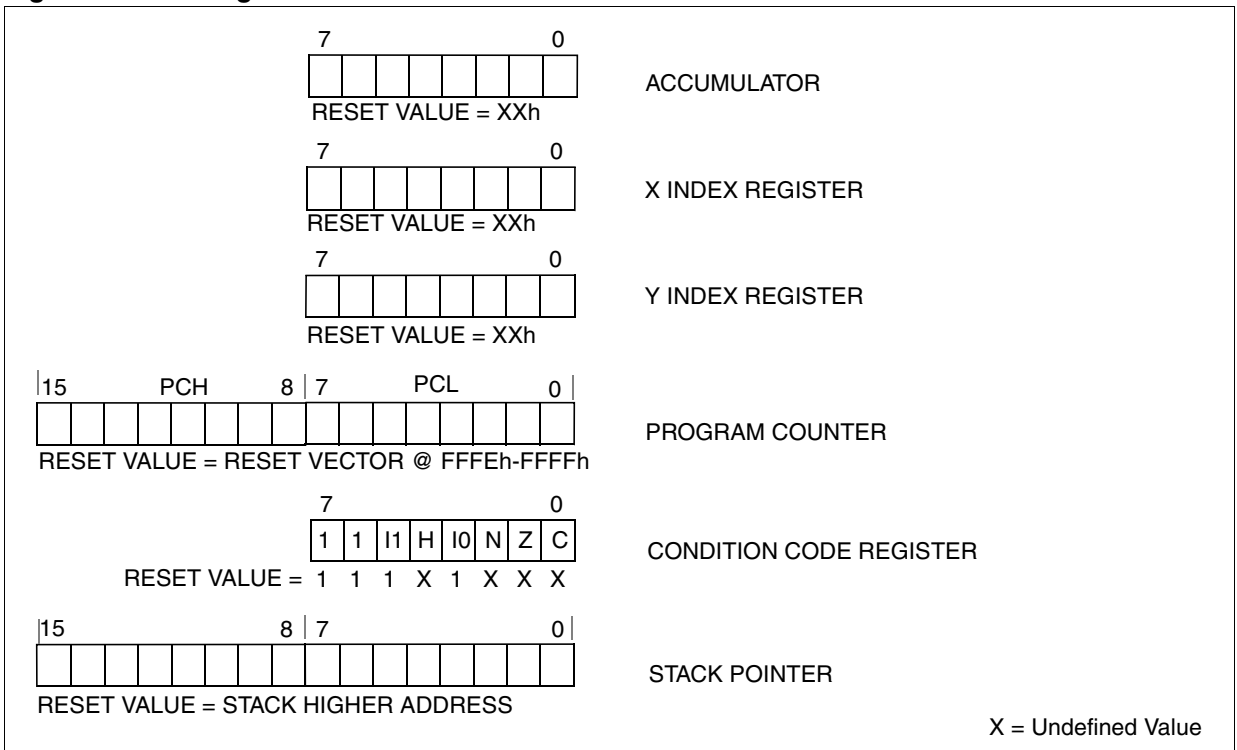 7 0
ACCUMULATOR
RESET VALUE = XXh
7 0
X INDEX REGISTER
RESET VALUE = XXh
7 0
Y INDEX REGISTER
RESET VALUE = XXh
15 PCH 8 7 PCL 0
PROGRAM COUNTER
RESET VALUE = RESET VECTOR @ FFFEh-FFFFh
7 0
1 1 I1 H I0 N Z C
CONDITION CODE REGISTER
RESET VALUE = 1 1 1 X 1 X X X
15 8 7 0
STACK POINTER
RESET VALUE = STACK HIGHER ADDRESS
X = Undefined Value